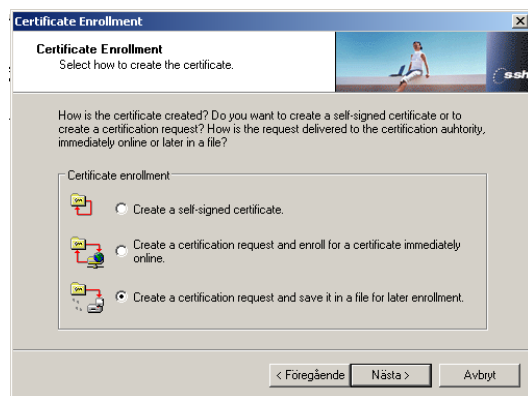 Certificate Enrollment
Certificate Enrollment
Select how to create the certificate.
ssh
How is the certificate created? Do you want to create a self-signed certificate or to
create a certification request? How is the request delivered to the certification auhtority,
immediately online or later in a file?
Certificate enrollment
Create a self-signed certificate.
Create a certification request and enroll for a certificate immediately
online.
Create a certification request and save it in a file for later enrollment.
< Föregående
Nästa >
Avbryt